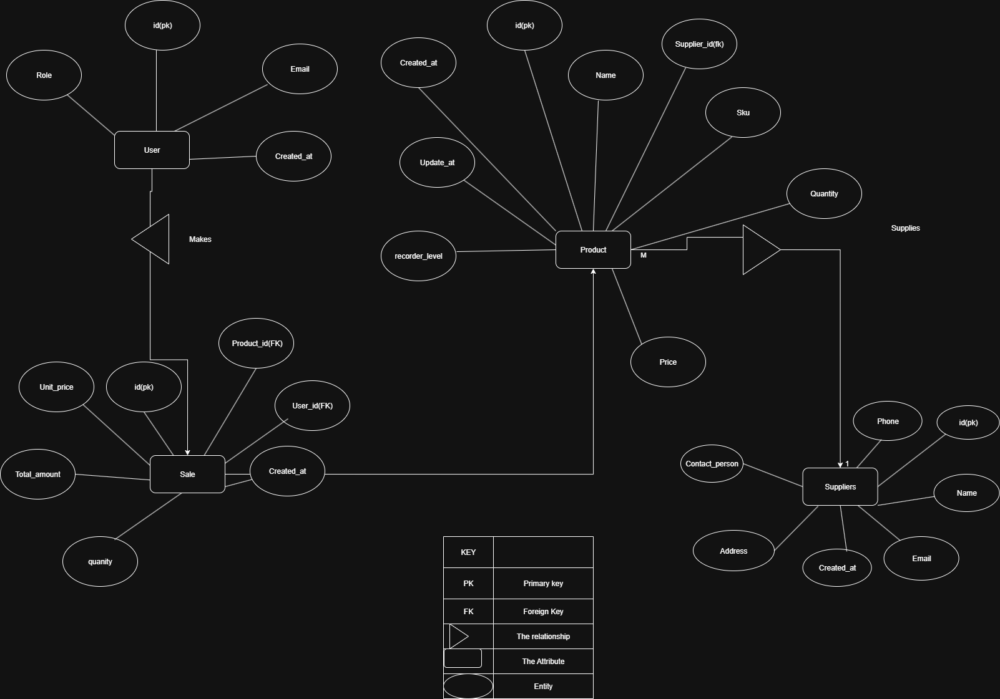 id(pk)
Role
Email
User
Created_at
Makes
id(pk)
Supplier_id(fk)
Created_at
Name
Sku
Update_at
Quantity
recorder_level
Product
M
Supplies
Price
Product_id(FK)
Unit_price
id(pk)
User_id(FK)
Total_amount
Sale
Created_at
quanity
Phone
id(pk)
Contact_person
1
Suppliers
Name
Address
Created_at
Email
KEY
PK Primary key
FK Foreign Key
The relationship
The Attribute
Entity